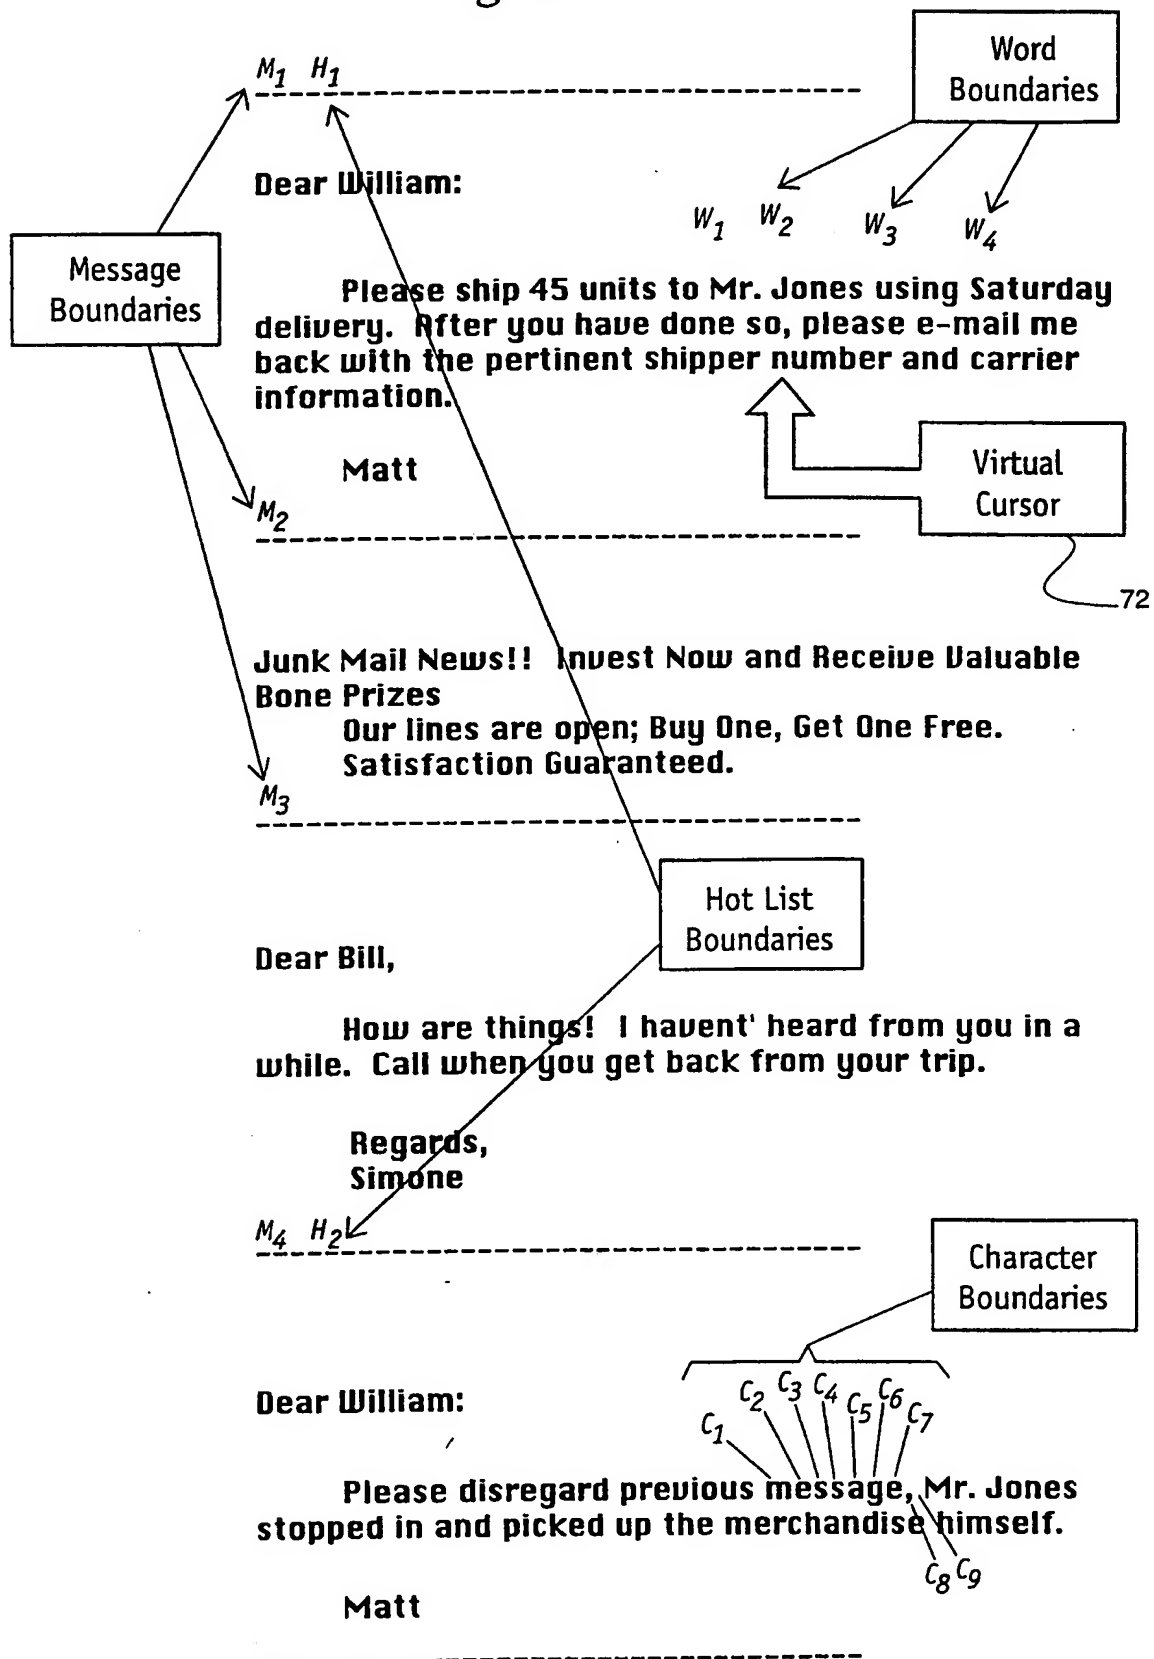 M1 H1
Word
Boundaries
Dear William:
W1 W2 W3 W4
Message
Boundaries
Please ship 45 units to Mr. Jones using Saturday
delivery. After you have done so, please e-mail me
back with the pertinent shipper number and carrier
information.
Matt
Virtual
Cursor
M2
72
Junk Mail News!! Invest Now and Receive Valuable
Bone Prizes
Our lines are open; Buy One, Get One Free.
Satisfaction Guaranteed.
M3
Hot List
Boundaries
Dear Bill,
How are things! I havent' heard from you in a
while. Call when you get back from your trip.
Regards,
Simone
M4 H2
Character
Boundaries
Dear William:
C1 C2 C3 C4 C5 C6 C7
Please disregard previous message, Mr. Jones
stopped in and picked up the merchandise himself.
C8 C9
Matt